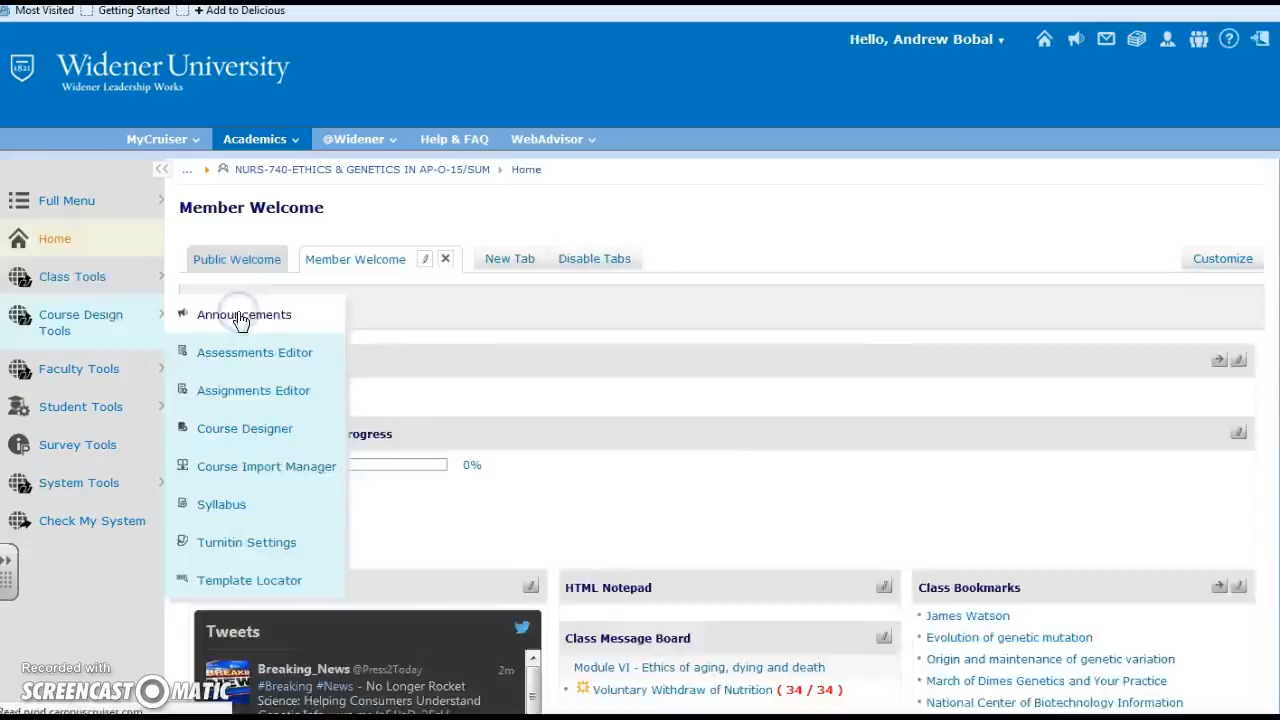 Most Visited Getting Started + Add to Delicious
Hello, Andrew Bobal
1821 Widener University
Widener Leadership Works
MyCruiser Academics @Widener Help & FAQ WebAdvisor
... NURS-740-ETHICS & GENETICS IN AP-O-15/SUM Home
Full Menu
Member Welcome
Home
Public Welcome Member Welcome New Tab Disable Tabs Customize
Class Tools
Course Design Tools
Announcements
Assessments Editor
Faculty Tools
Assignments Editor
Student Tools
Course Designer
rogress
Survey Tools
Course Import Manager
0%
System Tools
Syllabus
Check My System
Turnitin Settings
Template Locator
HTML Notepad
Class Bookmarks
James Watson
Tweets
Class Message Board
Evolution of genetic mutation
Origin and maintenance of genetic variation
Breaking_News @Press2Today 2m
Module VI - Ethics of aging, dying and death
March of Dimes Genetics and Your Practice
#Breaking #News - No Longer Rocket
Voluntary Withdraw of Nutrition ( 34 / 34 )
Science: Helping Consumers Understand
National Center of Biotechnology Information
Recorded with
SCREENCAST MATIC